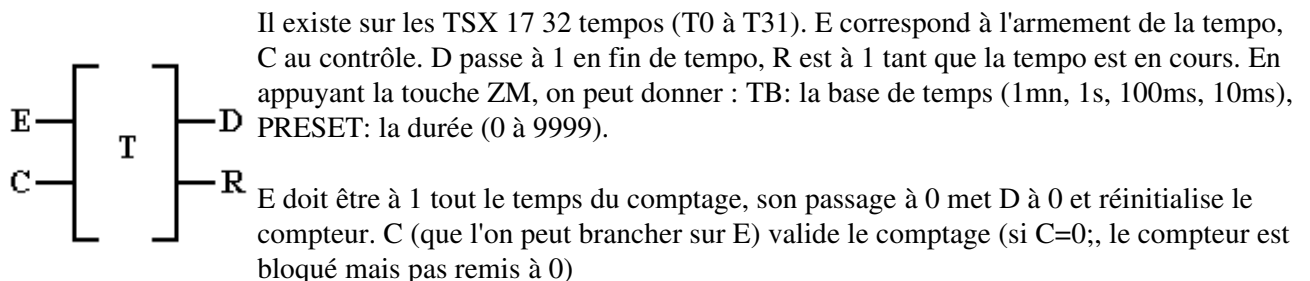 Il existe sur les TSX 17 32 tempos (T0 à T31). E correspond à l'armement de la tempo,
C au contrôle. D passe à 1 en fin de tempo, R est à 1 tant que la tempo est en cours. En
appuyant la touche ZM, on peut donner : TB: la base de temps (1mn, 1s, 100ms, 10ms),
PRESET: la durée (0 à 9999).
E doit être à 1 tout le temps du comptage, son passage à 0 met D à 0 et réinitialise le
compteur. C (que l'on peut brancher sur E) valide le comptage (si C=0;, le compteur est
bloqué mais pas remis à 0)
E
D
T
C
R